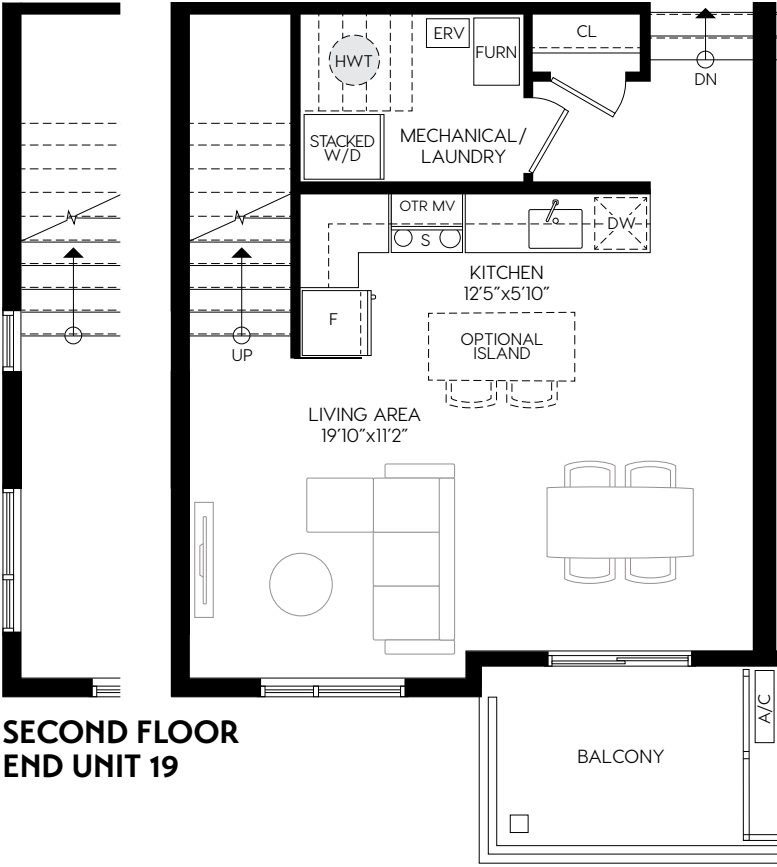 ERV
CL
FURN
HWT
DN
STACKED
W/D
MECHANICAL/
LAUNDRY
OTR MV
S
DW
KITCHEN
12'5"x5'10"
F
OPTIONAL
ISLAND
UP
LIVING AREA
19'10"x11'2"
A/C
BALCONY
SECOND FLOOR
END UNIT 19